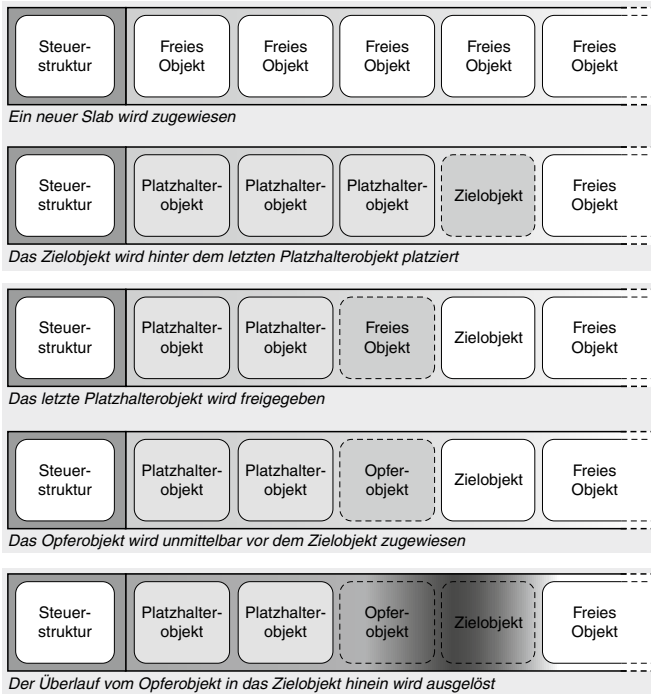 Steuer-
struktur
Freies
Objekt
Freies
Objekt
Freies
Objekt
Freies
Objekt
Freies
Objekt
Ein neuer Slab wird zugewiesen
Steuer-
struktur
Platzhalter-
objekt
Platzhalter-
objekt
Platzhalter-
objekt
Zielobjekt
Freies
Objekt
Das Zielobjekt wird hinter dem letzten Platzhalterobjekt platziert
Steuer-
struktur
Platzhalter-
objekt
Platzhalter-
objekt
Freies
Objekt
Zielobjekt
Freies
Objekt
Das letzte Platzhalterobjekt wird freigegeben
Steuer-
struktur
Platzhalter-
objekt
Platzhalter-
objekt
Opfer-
objekt
Zielobjekt
Freies
Objekt
Das Opferobjekt wird unmittelbar vor dem Zielobjekt zugewiesen
Steuer-
struktur
Platzhalter-
objekt
Platzhalter-
objekt
Opfer-
objekt
Zielobjekt
Freies
Objekt
Der Überlauf vom Opferobjekt in das Zielobjekt hinein wird ausgelöst